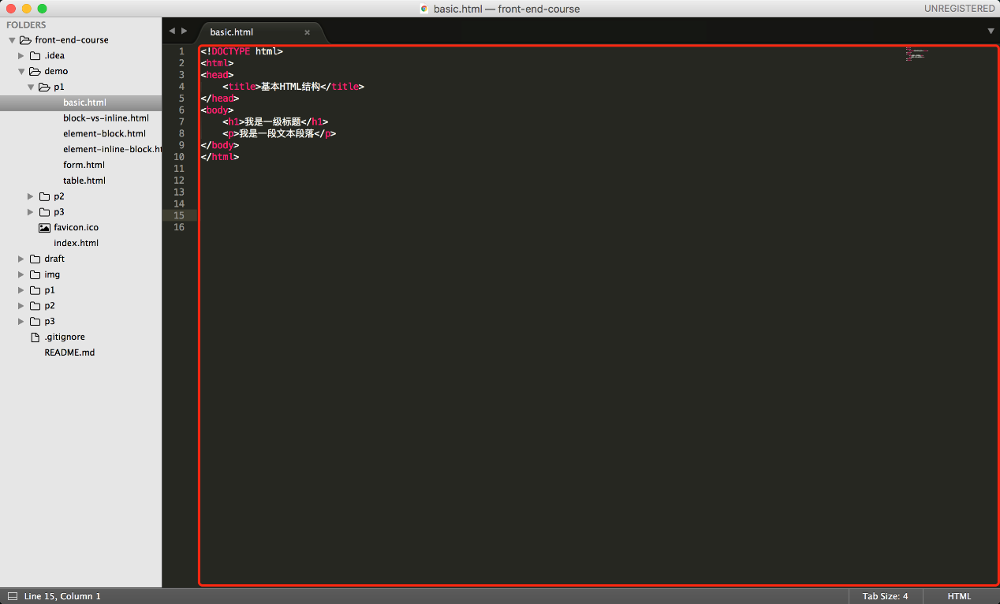 basic.html — front-end-course
UNREGISTERED
FOLDERS
front-end-course
.idea
demo
p1
basic.html
block-vs-inline.html
element-block.html
element-inline-block.ht
form.html
table.html
p2
p3
favicon.ico
index.html
draft
img
p1
p2
p3
.gitignore
README.md
basic.html
1 <!DOCTYPE html>
2 <html>
3 <head>
4     <title>基本HTML结构</title>
5 </head>
6 <body>
7     <h1>我是一级标题</h1>
8     <p>我是一段文本段落</p>
9 </body>
10 </html>
11
12
13
14
15
16
Line 15, Column 1
Tab Size: 4
HTML